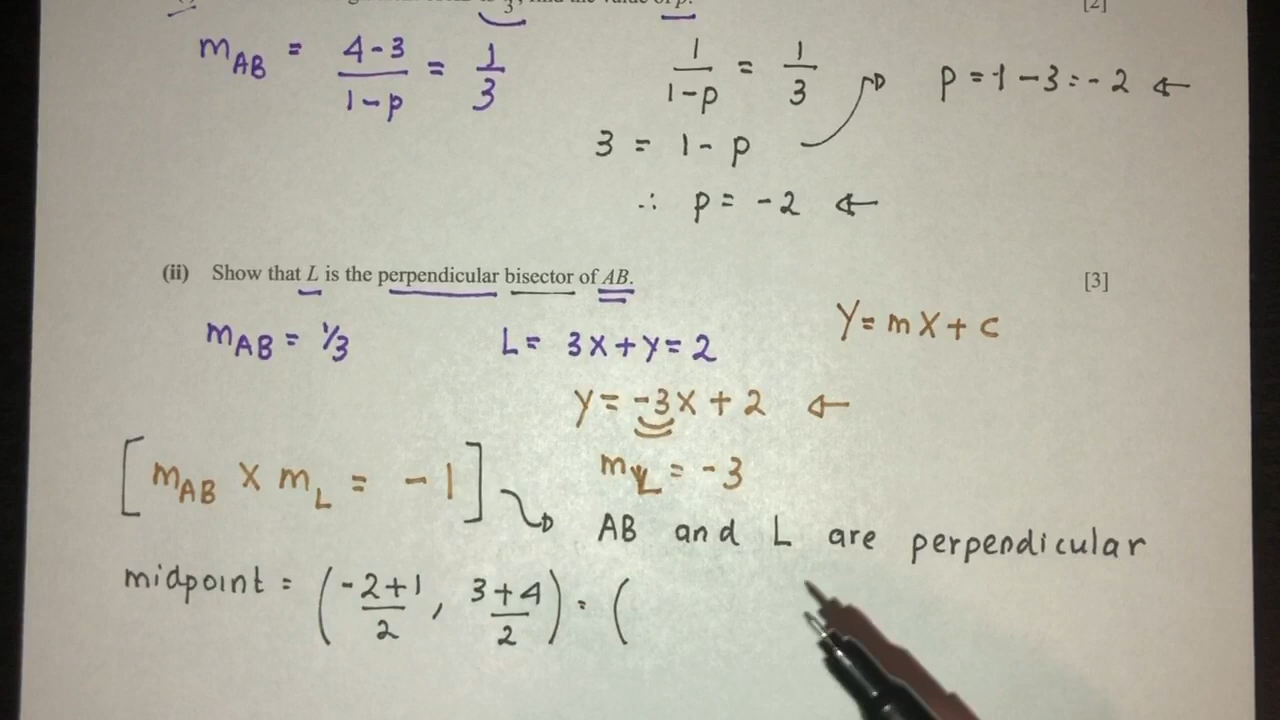 [2]
m_AB = 4-3/1-p = 1/3
1/1-p = 1/3
p = 1 - 3 = -2 ←
3 = 1 - p
∴ p = -2 ←
(ii) Show that L is the perpendicular bisector of AB. [3]
m_AB = 1/3
L = 3x + y = 2
y = mx + c
y = -3x + 2 ←
[m_AB × m_L = -1]
m_L = -3
AB and L are perpendicular
midpoint = (-2+1/2, 3+4/2) = (